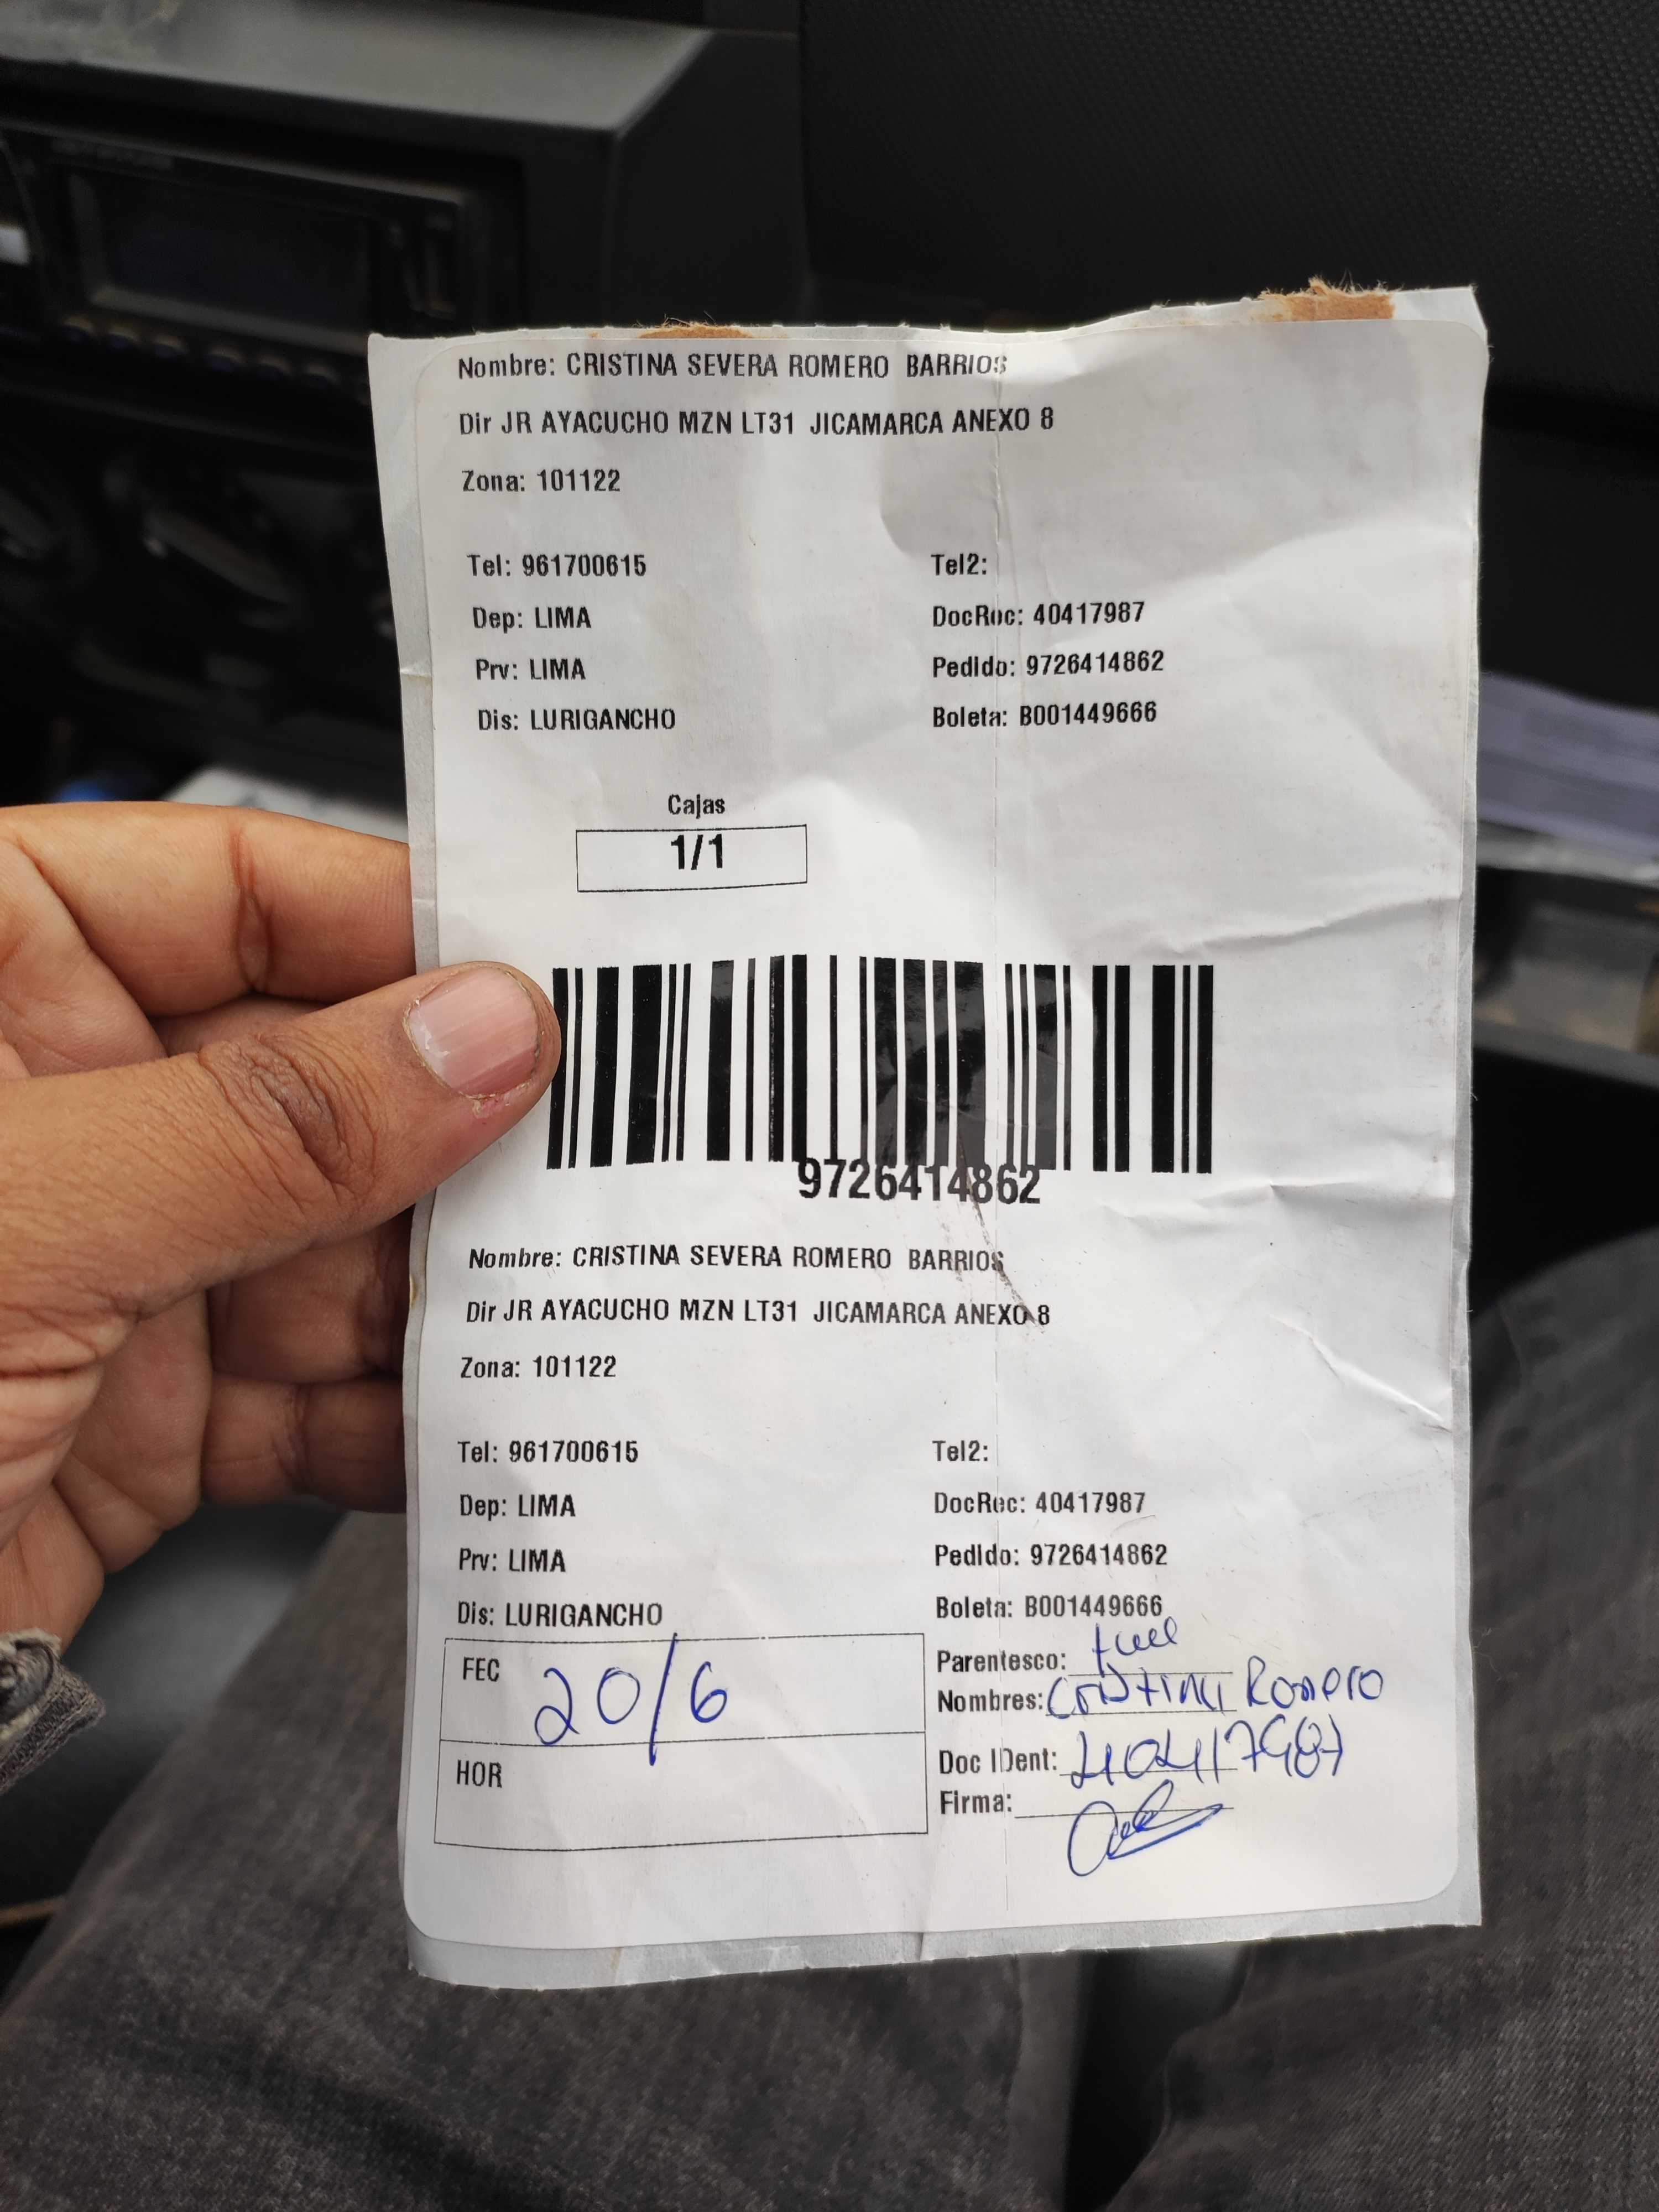 Nombre: CRISTINA SEVERA ROMERO BARRIOS
Dir JR AYACUCHO MZN LT31 JICAMARCA ANEXO 8
Zona: 101122
Tel: 961700615 Tel2:
Dep: LIMA DocRec: 40417987
Prv: LIMA Pedido: 9726414862
Dis: LURIGANCHO Boleta: B001449666
Cajas
1/1
9726414862
Nombre: CRISTINA SEVERA ROMERO BARRIOS
Dir JR AYACUCHO MZN LT31 JICAMARCA ANEXO 8
Zona: 101122
Tel: 961700615 Tel2:
Dep: LIMA DocRec: 40417987
Prv: LIMA Pedido: 9726414862
Dis: LURIGANCHO Boleta: B001449666
FEC 20/6 Parentesco:
Nombres: Cristina Romero
HOR Doc IDent: 40417987
Firma: